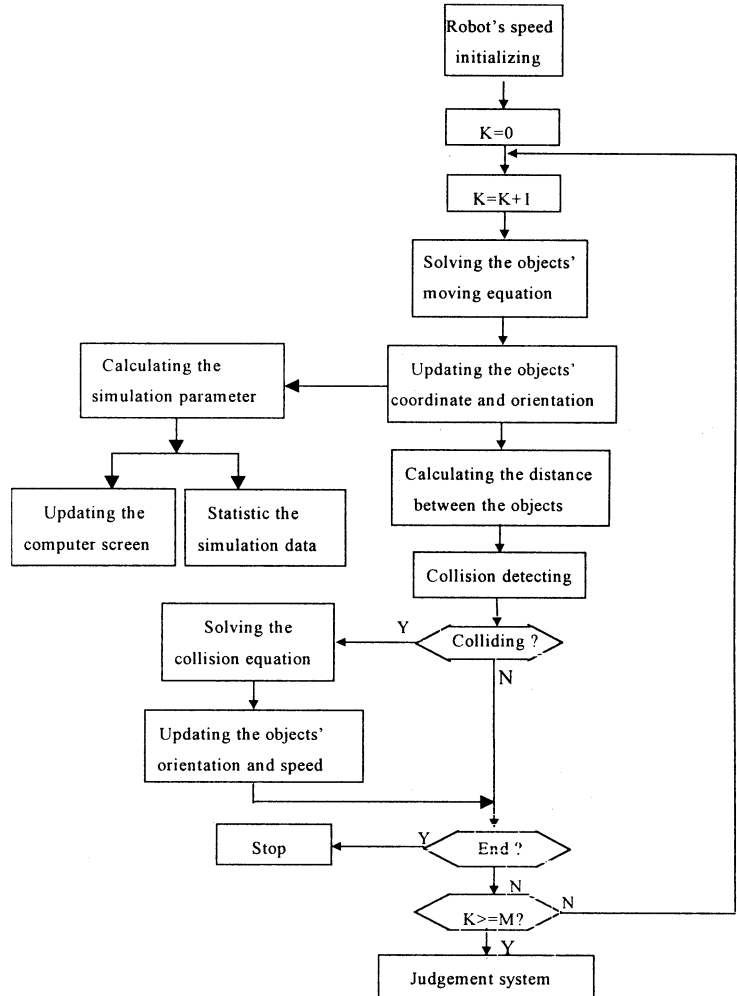 Robot's speed
initializing
K=0
K=K+1
Solving the objects'
moving equation
Calculating the
simulation parameter
Updating the objects'
coordinate and orientation
Updating the
computer screen
Statistic the
simulation data
Calculating the distance
between the objects
Collision detecting
Colliding ?
Y
N
Solving the
collision equation
Updating the objects'
orientation and speed
End ?
Y
Stop
N
K>=M?
N
Y
Judgement system